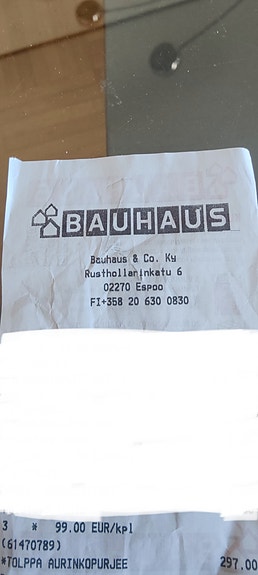 BAUHAUS
Bauhaus & Co. Ky
Rusthollarinkatu 6
02270 Espoo
FI+358 20 630 0830
3 * 99.00 EUR/kpl
(61470789)
*TOLPPA AURINKOPURJEE 297.00